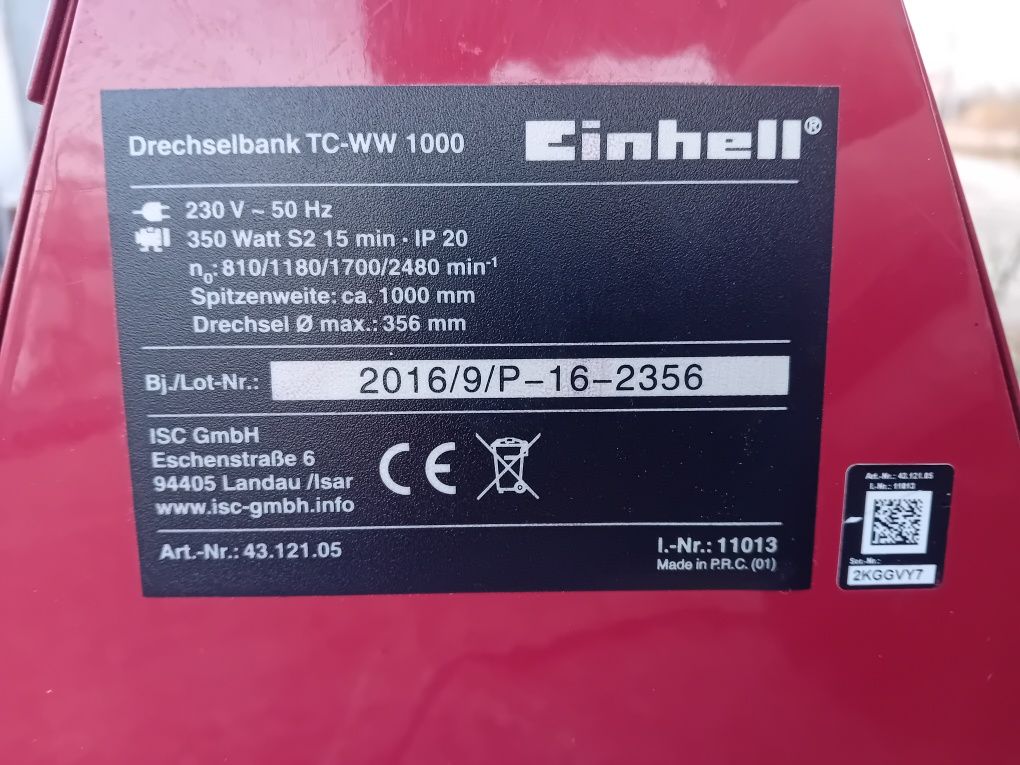 Drechselbank TC-WW 1000
Einhell®
230 V ~ 50 Hz
350 Watt S2 15 min · IP 20
n₀: 810/1180/1700/2480 min⁻¹
Spitzenweite: ca. 1000 mm
Drechsel Ø max.: 356 mm
Bj./Lot-Nr.: 2016/9/P-16-2356
ISC GmbH
Eschenstraße 6
94405 Landau /Isar
www.isc-gmbh.info
CE
Art.-Nr.: 43.121.05
I.-Nr.: 11013
Made in P.R.C. (01)
Art.-Nr.: 43.121.05
I.-Nr.: 11013
Ser.-Nr.:
2KGGVY7